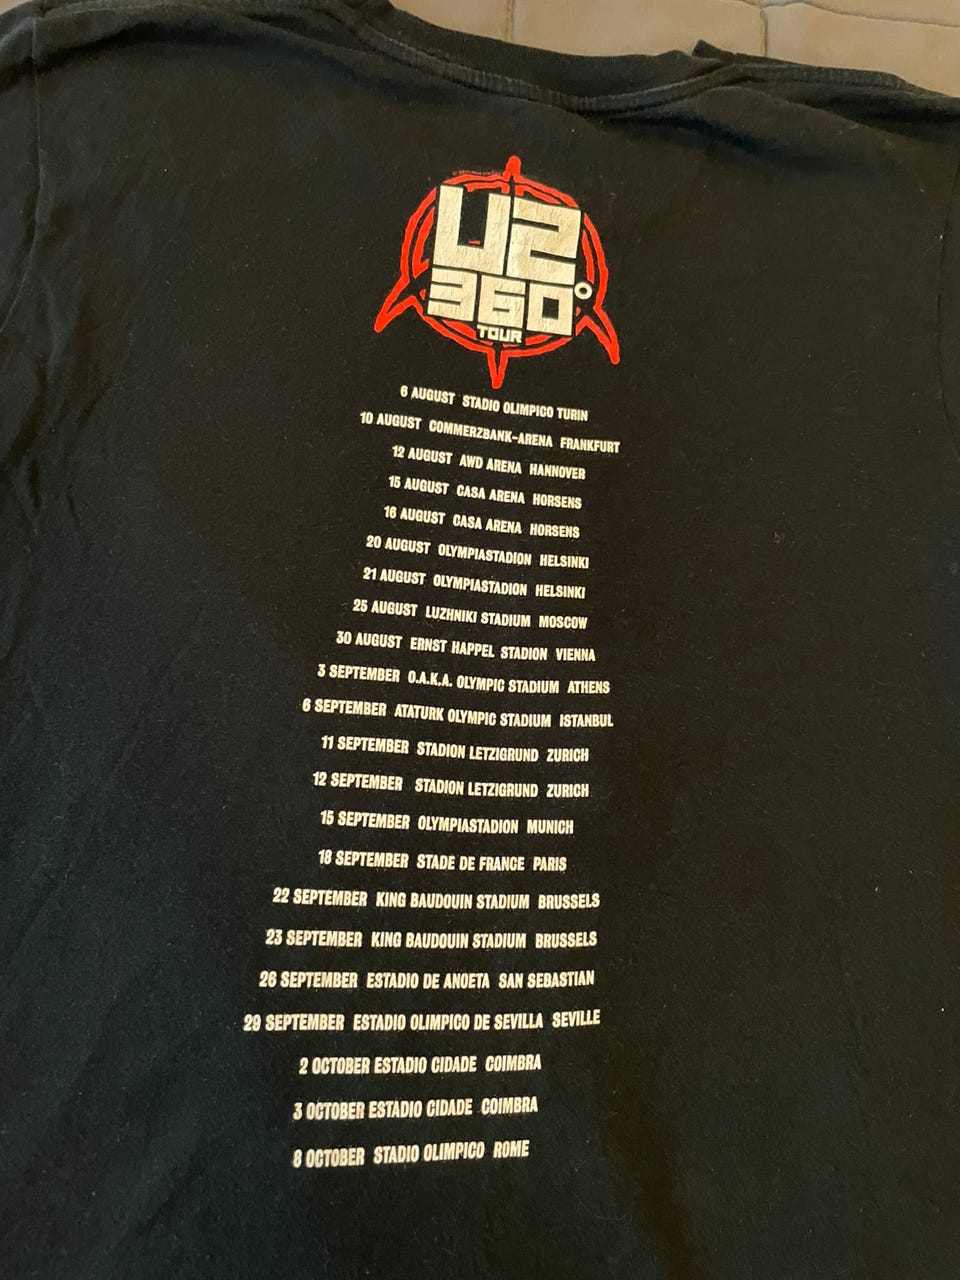 U2
360°
TOUR
6 AUGUST STADIO OLIMPICO TURIN
10 AUGUST COMMERZBANK-ARENA FRANKFURT
12 AUGUST AWD ARENA HANNOVER
15 AUGUST CASA ARENA HORSENS
16 AUGUST CASA ARENA HORSENS
20 AUGUST OLYMPIASTADION HELSINKI
21 AUGUST OLYMPIASTADION HELSINKI
25 AUGUST LUZHNIKI STADIUM MOSCOW
30 AUGUST ERNST HAPPEL STADION VIENNA
3 SEPTEMBER O.A.K.A. OLYMPIC STADIUM ATHENS
6 SEPTEMBER ATATURK OLYMPIC STADIUM ISTANBUL
11 SEPTEMBER STADION LETZIGRUND ZURICH
12 SEPTEMBER STADION LETZIGRUND ZURICH
15 SEPTEMBER OLYMPIASTADION MUNICH
18 SEPTEMBER STADE DE FRANCE PARIS
22 SEPTEMBER KING BAUDOUIN STADIUM BRUSSELS
23 SEPTEMBER KING BAUDOUIN STADIUM BRUSSELS
26 SEPTEMBER ESTADIO DE ANOETA SAN SEBASTIAN
29 SEPTEMBER ESTADIO OLIMPICO DE SEVILLA SEVILLE
2 OCTOBER ESTADIO CIDADE COIMBRA
3 OCTOBER ESTADIO CIDADE COIMBRA
8 OCTOBER STADIO OLIMPICO ROME